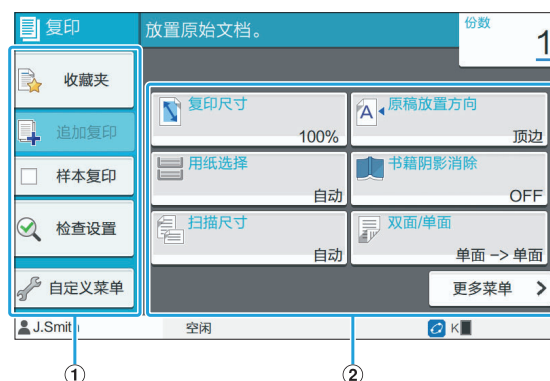 复印
放置原始文档。
份数
1
收藏夹
追加复印
样本复印
检查设置
自定义菜单
复印尺寸
100%
原稿放置方向
顶边
用纸选择
自动
书籍阴影消除
OFF
扫描尺寸
自动
双面/单面
单面 -> 单面
更多菜单
J.Smith
空闲
K
1
2